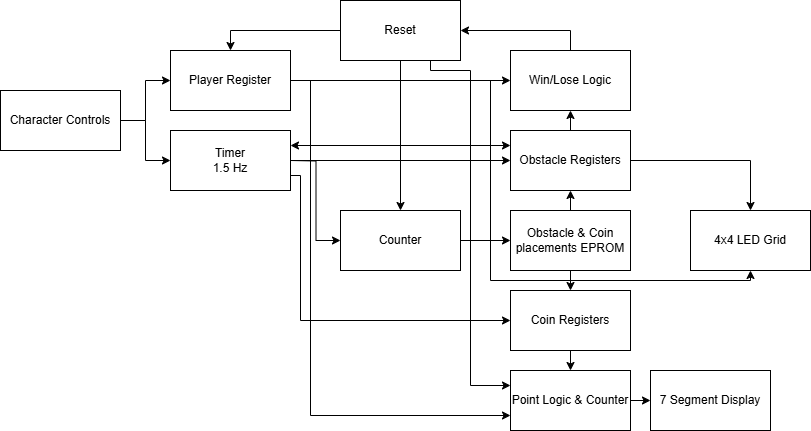 Reset
Player Register
Win/Lose Logic
Character Controls
Timer
1.5 Hz
Obstacle Registers
Counter
Obstacle & Coin
placements EPROM
4x4 LED Grid
Coin Registers
Point Logic & Counter
7 Segment Display